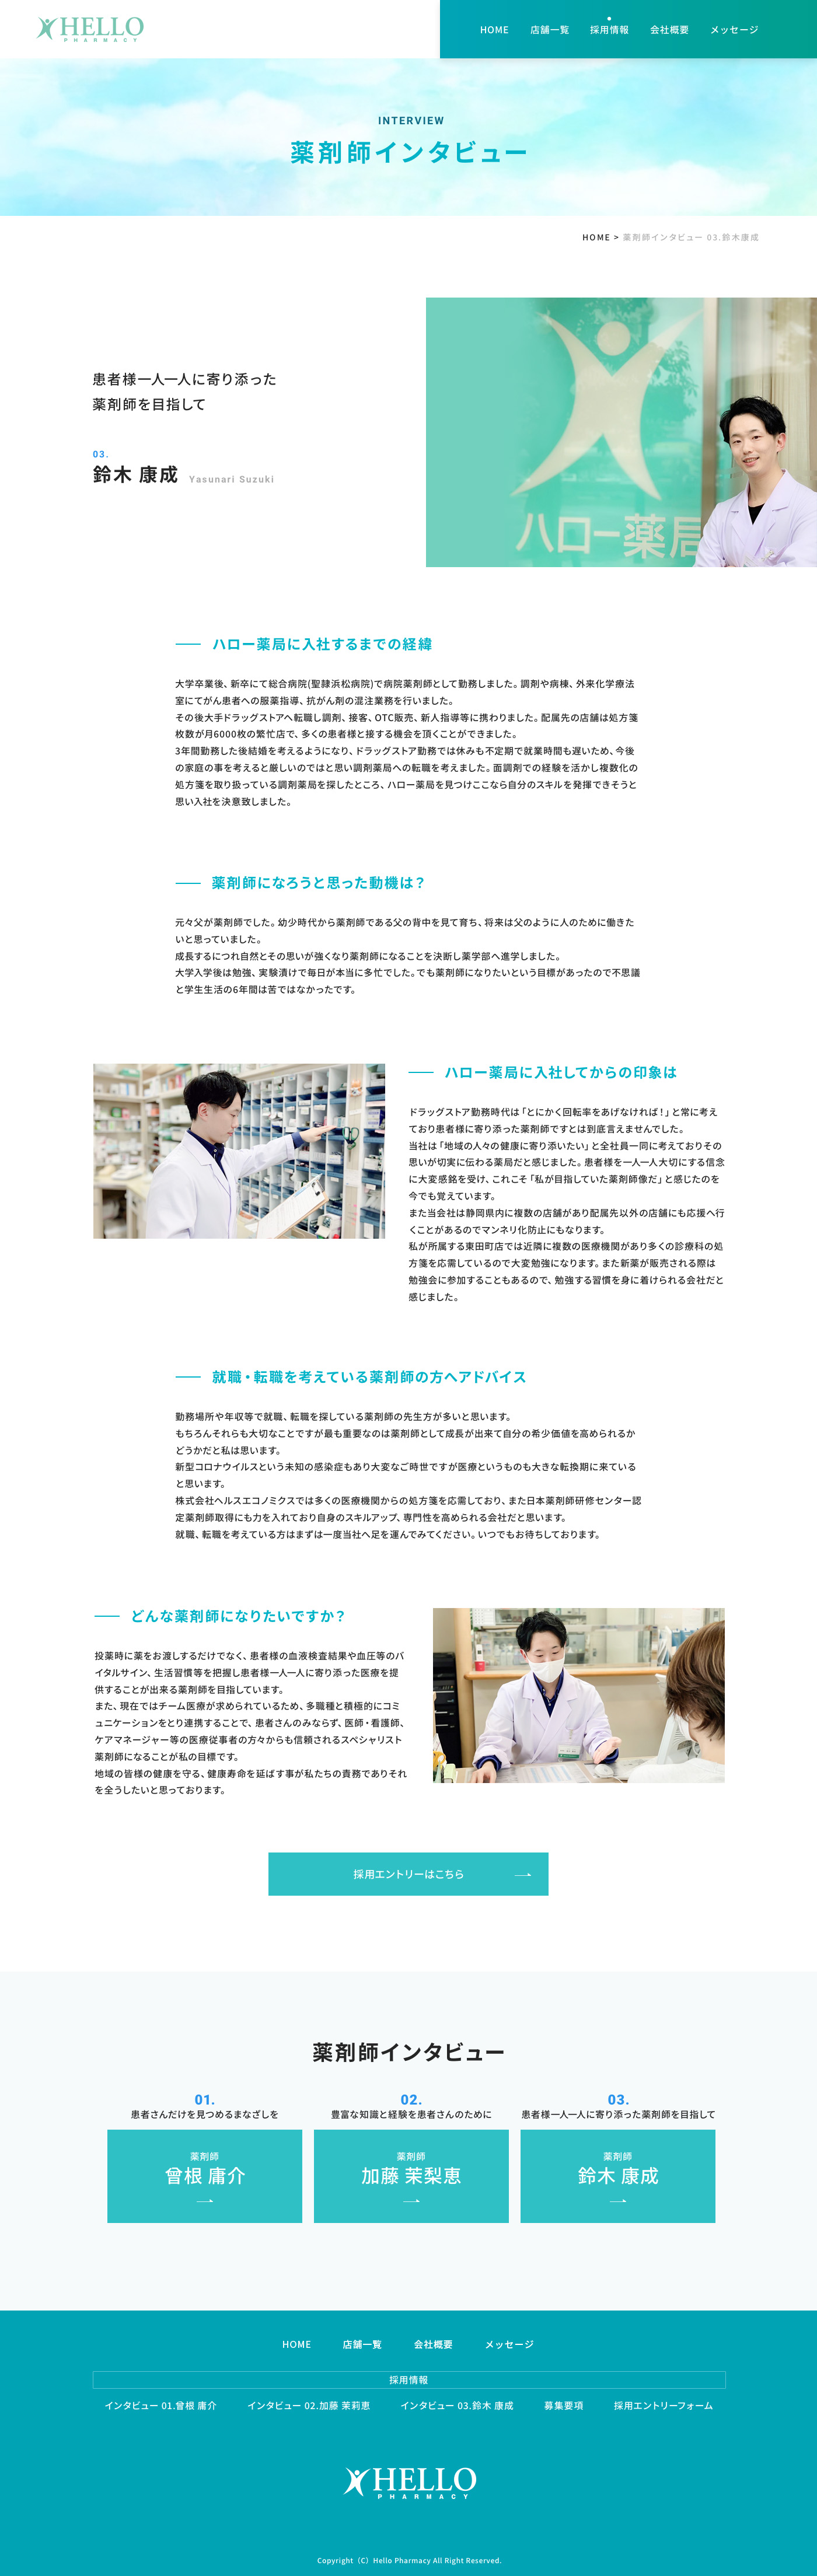 HELLO
PHARMACY
HOME 店舗一覧 採用情報 会社概要 メッセージ
INTERVIEW
薬剤師インタビュー
HOME > 薬剤師インタビュー 03.鈴木康成
患者様一人一人に寄り添った
薬剤師を目指して
03.
鈴木 康成 Yasunari Suzuki
ハロー薬局
ハロー薬局に入社するまでの経緯
大学卒業後、新卒にて総合病院(聖隷浜松病院)で病院薬剤師として勤務しました。調剤や病棟、外来化学療法
室にてがん患者への服薬指導、抗がん剤の混注業務を行いました。
その後大手ドラッグストアへ転職し調剤、接客、OTC販売、新人指導等に携わりました。配属先の店舗は処方箋
枚数が月6000枚の繁忙店で、多くの患者様と接する機会を頂くことができました。
3年間勤務した後結婚を考えるようになり、ドラッグストア勤務では休みも不定期で就業時間も遅いため、今後
の家庭の事を考えると厳しいのではと思い調剤薬局への転職を考えました。面調剤での経験を活かし複数化の
処方箋を取り扱っている調剤薬局を探したところ、ハロー薬局を見つけここなら自分のスキルを発揮できそうと
思い入社を決意致しました。
薬剤師になろうと思った動機は？
元々父が薬剤師でした。幼少時代から薬剤師である父の背中を見て育ち、将来は父のように人のために働きた
いと思っていました。
成長するにつれ自然とその思いが強くなり薬剤師になることを決断し薬学部へ進学しました。
大学入学後は勉強、実験漬けで毎日が本当に多忙でした。でも薬剤師になりたいという目標があったので不思議
と学生生活の6年間は苦ではなかったです。
ハロー薬局に入社してからの印象は
ドラッグストア勤務時代は「とにかく回転率をあげなければ！」と常に考え
ており患者様に寄り添った薬剤師ですとは到底言えませんでした。
当社は「地域の人々の健康に寄り添いたい」と全社員一同に考えておりその
思いが切実に伝わる薬局だと感じました。患者様を一人一人大切にする信念
に大変感銘を受け、これこそ「私が目指していた薬剤師像だ」と感じたのを
今でも覚えています。
また当会社は静岡県内に複数の店舗があり配属先以外の店舗にも応援へ行
くことがあるのでマンネリ化防止にもなります。
私が所属する東田町店では近隣に複数の医療機関があり多くの診療科の処
方箋を応需しているので大変勉強になります。また新薬が販売される際は
勉強会に参加することもあるので、勉強する習慣を身に着けられる会社だと
感じました。
就職・転職を考えている薬剤師の方へアドバイス
勤務場所や年収等で就職、転職を探している薬剤師の先生方が多いと思います。
もちろんそれらも大切なことですが最も重要なのは薬剤師として成長が出来て自分の希少価値を高められるか
どうかだと私は思います。
新型コロナウイルスという未知の感染症もあり大変なご時世ですが医療というものも大きな転換期に来ている
と思います。
株式会社ヘルスエコノミクスでは多くの医療機関からの処方箋を応需しており、また日本薬剤師研修センター認
定薬剤師取得にも力を入れており自身のスキルアップ、専門性を高められる会社だと思います。
就職、転職を考えている方はまずは一度当社へ足を運んでみてください。いつでもお待ちしております。
どんな薬剤師になりたいですか？
投薬時に薬をお渡しするだけでなく、患者様の血液検査結果や血圧等のバ
イタルサイン、生活習慣等を把握し患者様一人一人に寄り添った医療を提
供することが出来る薬剤師を目指しています。
また、現在ではチーム医療が求められているため、多職種と積極的にコミ
ュニケーションをとり連携することで、患者さんのみならず、医師・看護師、
ケアマネージャー等の医療従事者の方々からも信頼されるスペシャリスト
薬剤師になることが私の目標です。
地域の皆様の健康を守る、健康寿命を延ばす事が私たちの責務でありそれ
を全うしたいと思っております。
採用エントリーはこちら
薬剤師インタビュー
01.
患者さんだけを見つめるまなざしを
薬剤師
曾根 庸介
02.
豊富な知識と経験を患者さんのために
薬剤師
加藤 茉梨恵
03.
患者様一人一人に寄り添った薬剤師を目指して
薬剤師
鈴木 康成
HOME 店舗一覧 会社概要 メッセージ
採用情報
インタビュー 01.曾根 庸介 インタビュー 02.加藤 茉莉恵 インタビュー 03.鈴木 康成 募集要項 採用エントリーフォーム
HELLO
PHARMACY
Copyright（C）Hello Pharmacy All Right Reserved.